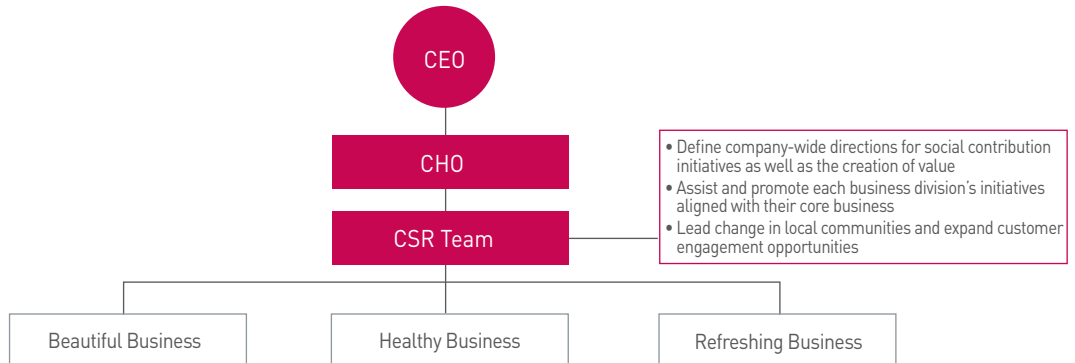 CEO
CHO
• Define company-wide directions for social contribution
initiatives as well as the creation of value
• Assist and promote each business division's initiatives
aligned with their core business
• Lead change in local communities and expand customer
engagement opportunities
CSR Team
Beautiful Business
Healthy Business
Refreshing Business